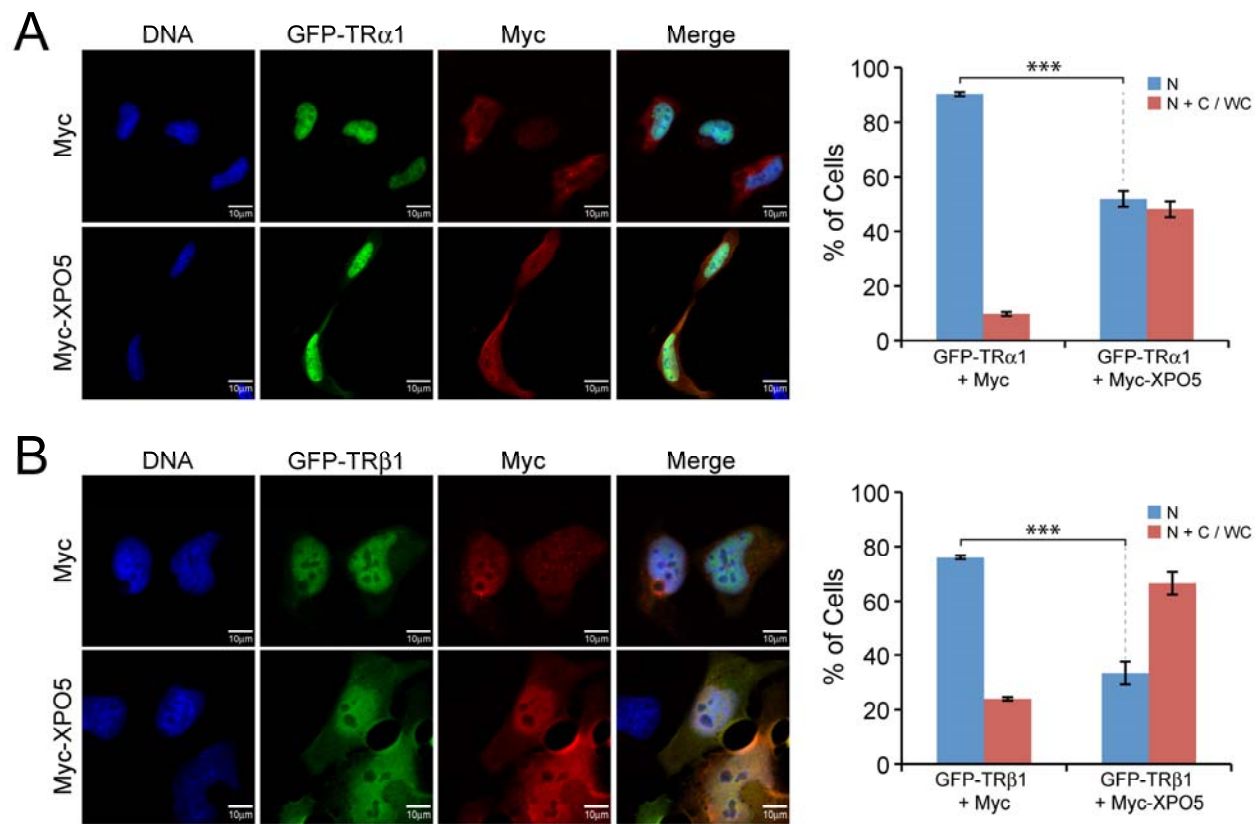 A
DNA GFP-TRα1 Myc Merge
Myc
10µm 10µm 10µm 10µm
Myc-XPO5
10µm 10µm 10µm 10µm
% of Cells
100
80
60
40
20
0
***
N
N + C / WC
GFP-TRα1
+ Myc
GFP-TRα1
+ Myc-XPO5
B
DNA GFP-TRβ1 Myc Merge
Myc
10µm 10µm 10µm 10µm
Myc-XPO5
10µm 10µm 10µm 10µm
% of Cells
100
80
60
40
20
0
***
N
N + C / WC
GFP-TRβ1
+ Myc
GFP-TRβ1
+ Myc-XPO5